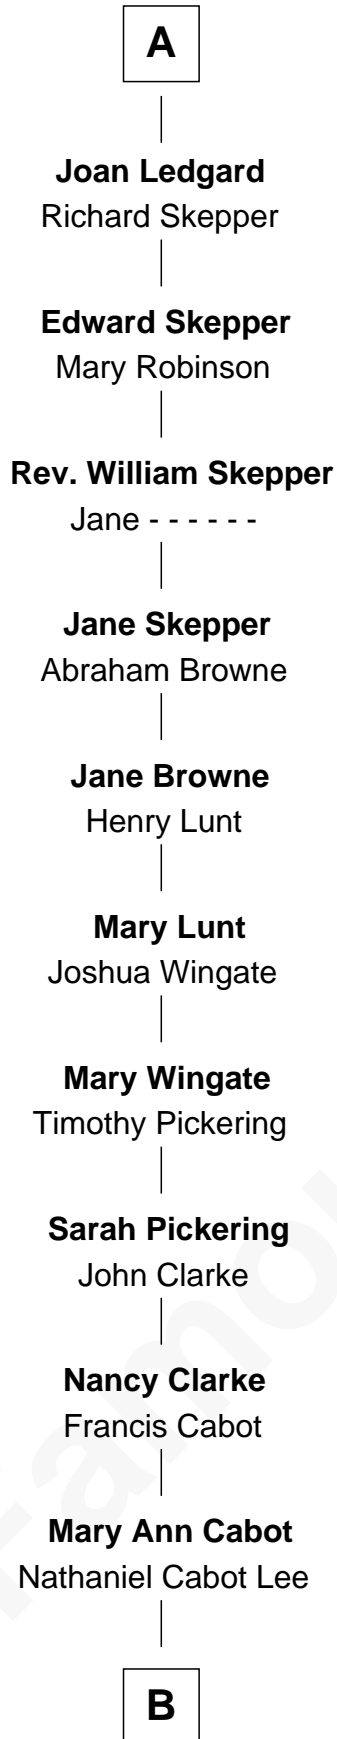 A
Joan Ledgard
Richard Skepper
Edward Skepper
Mary Robinson
Rev. William Skepper
Jane - - - - - -
Jane Skepper
Abraham Browne
Jane Browne
Henry Lunt
Mary Lunt
Joshua Wingate
Mary Wingate
Timothy Pickering
Sarah Pickering
John Clarke
Nancy Clarke
Francis Cabot
Mary Ann Cabot
Nathaniel Cabot Lee
B